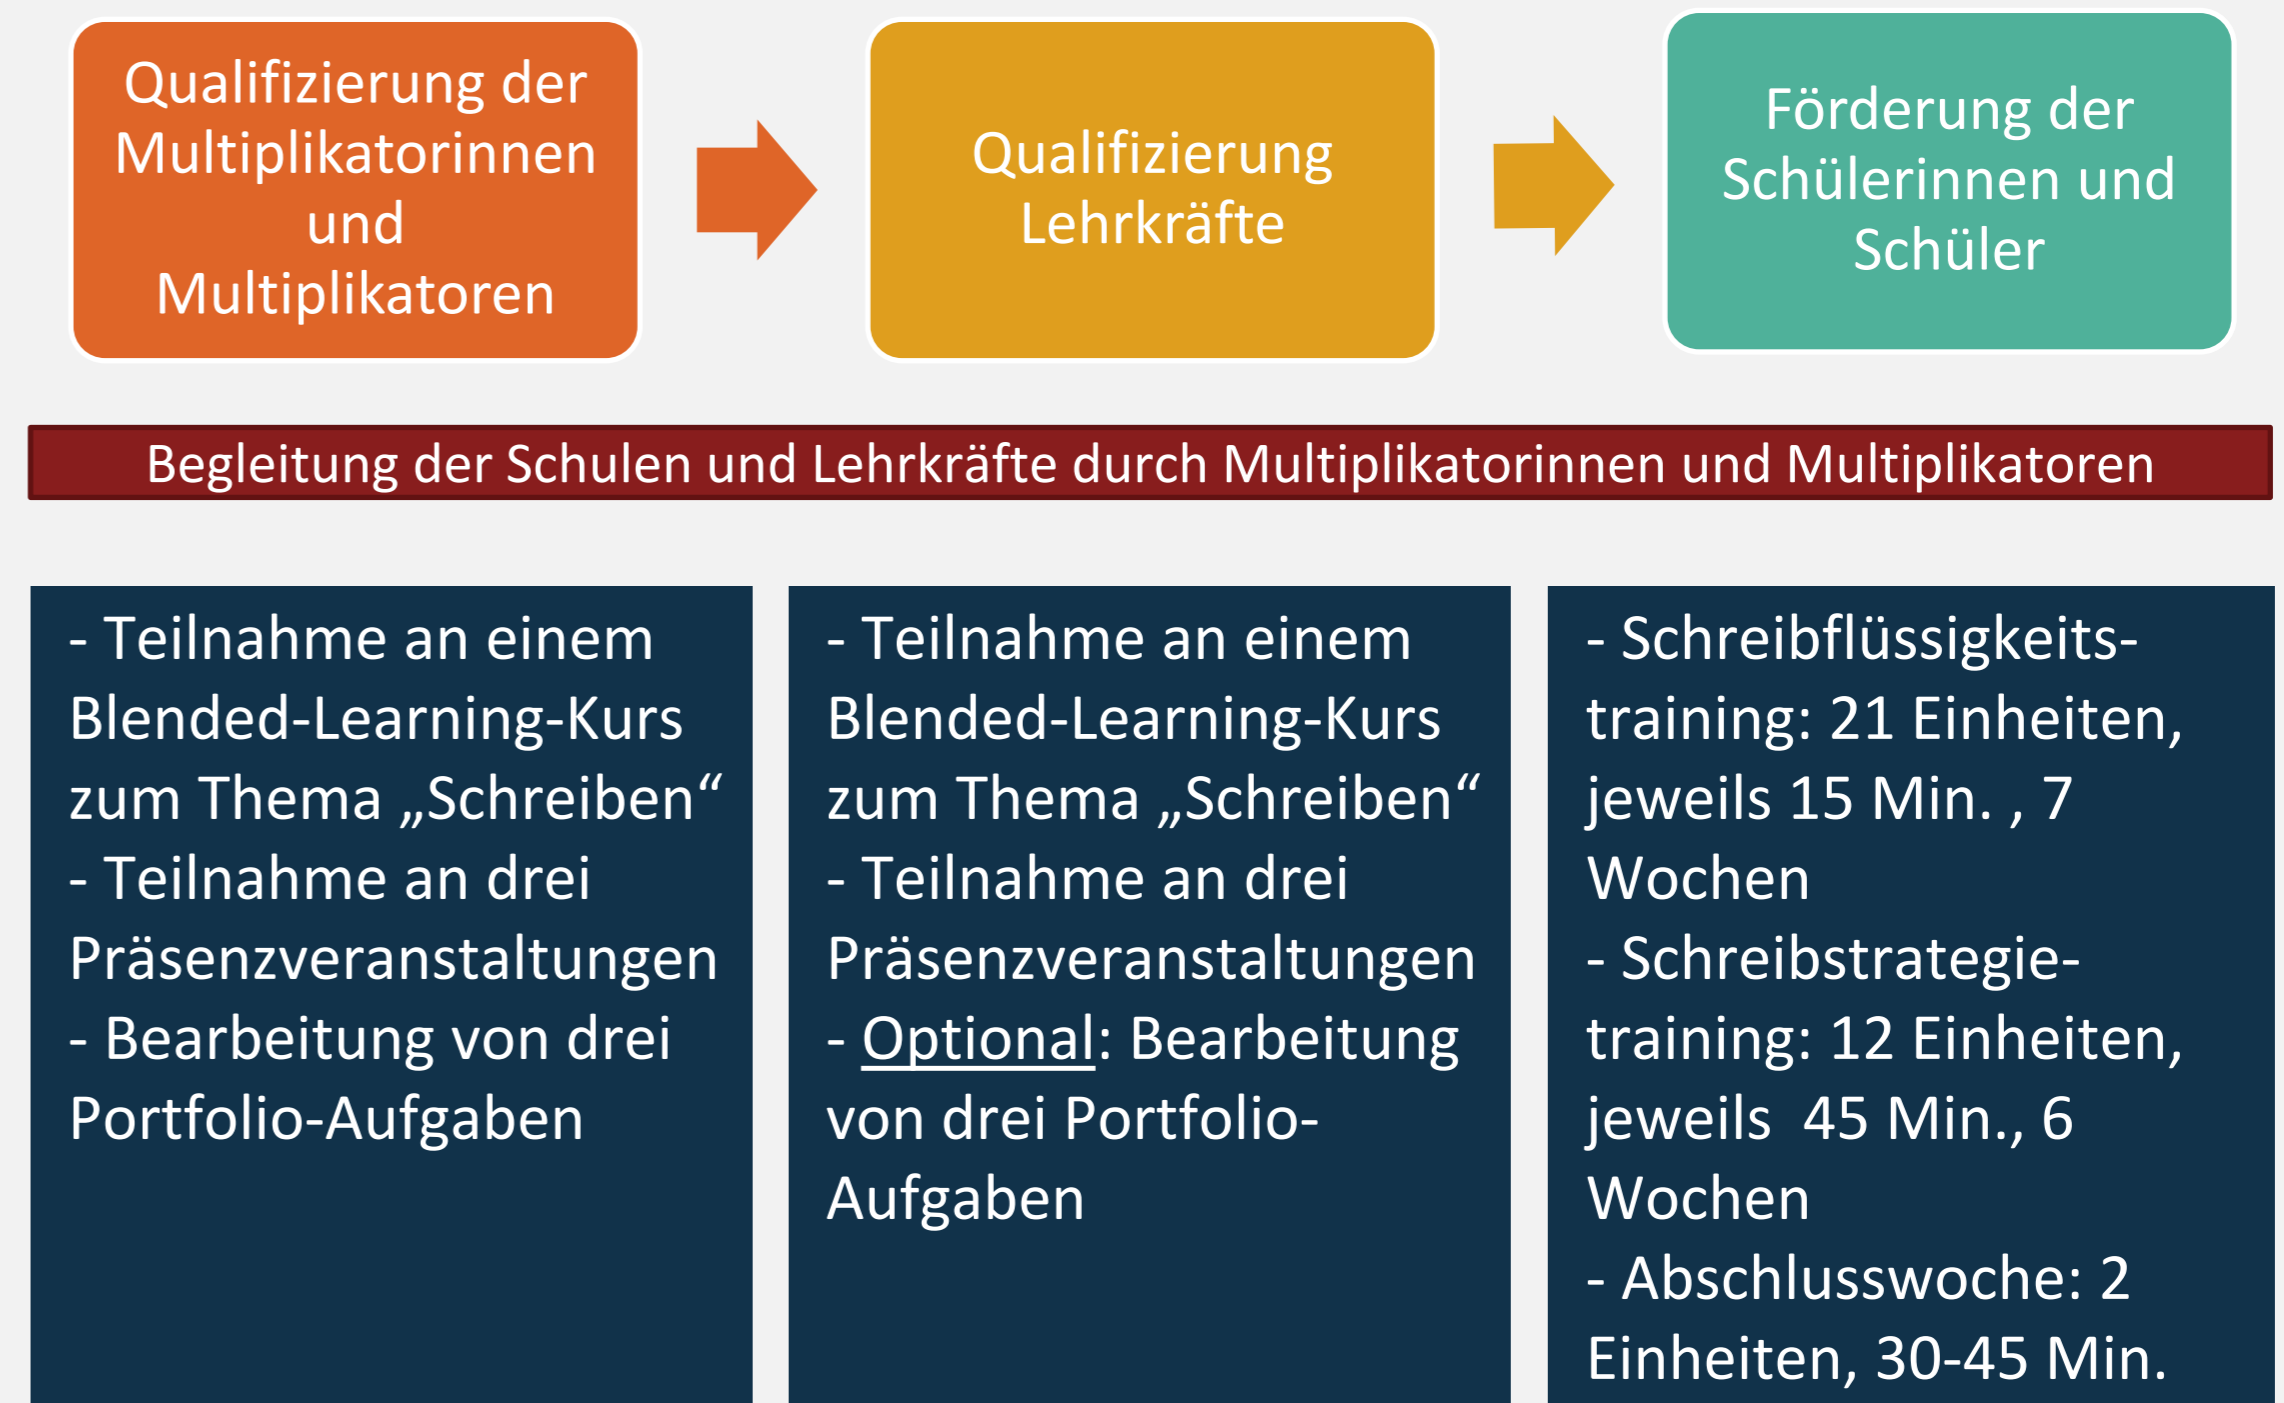 Qualifizierung der
Multiplikatorinnen
und
Multiplikatoren
Qualifizierung
Lehrkräfte
Förderung der
Schülerinnen und
Schüler
Begleitung der Schulen und Lehrkräfte durch Multiplikatorinnen und Multiplikatoren
- Teilnahme an einem
Blended-Learning-Kurs
zum Thema „Schreiben“
- Teilnahme an drei
Präsenzveranstaltungen
- Bearbeitung von drei
Portfolio-Aufgaben
- Teilnahme an einem
Blended-Learning-Kurs
zum Thema „Schreiben“
- Teilnahme an drei
Präsenzveranstaltungen
- Optional: Bearbeitung
von drei Portfolio-
Aufgaben
- Schreibflüssigkeits-
training: 21 Einheiten,
jeweils 15 Min. , 7
Wochen
- Schreibstrategie-
training: 12 Einheiten,
jeweils  45 Min., 6
Wochen
- Abschlusswoche: 2
Einheiten, 30-45 Min.